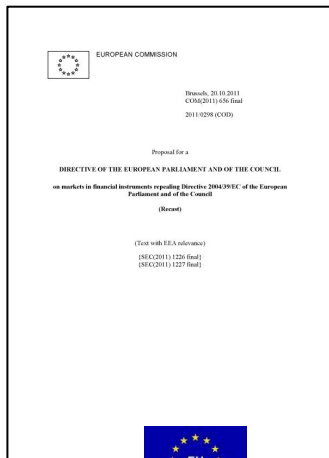 EUROPEAN COMMISSION
Brussels, 20.10.2011
COM(2011) 656 final
2011/0298 (COD)
Proposal for a
DIRECTIVE OF THE EUROPEAN PARLIAMENT AND OF THE COUNCIL
on markets in financial instruments repealing Directive 2004/39/EC of the European
Parliament and of the Council
(Recast)
(Text with EEA relevance)
{SEC(2011) 1226 final}
{SEC(2011) 1227 final}